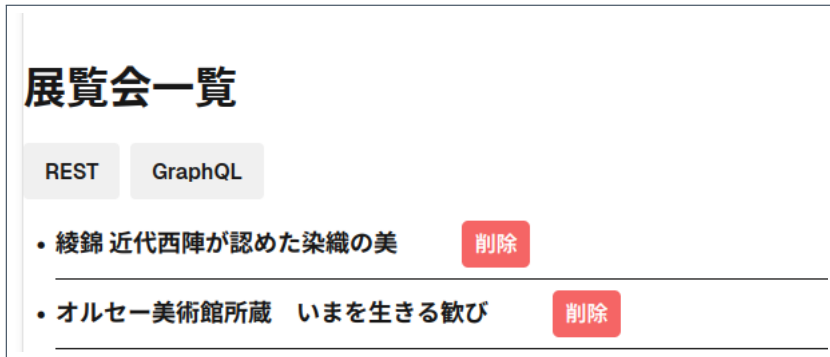 展覧会一覧
REST GraphQL
• 綾錦 近代西陣が認めた染織の美 削除
• オルセー美術館所蔵　いまを生きる歓び 削除